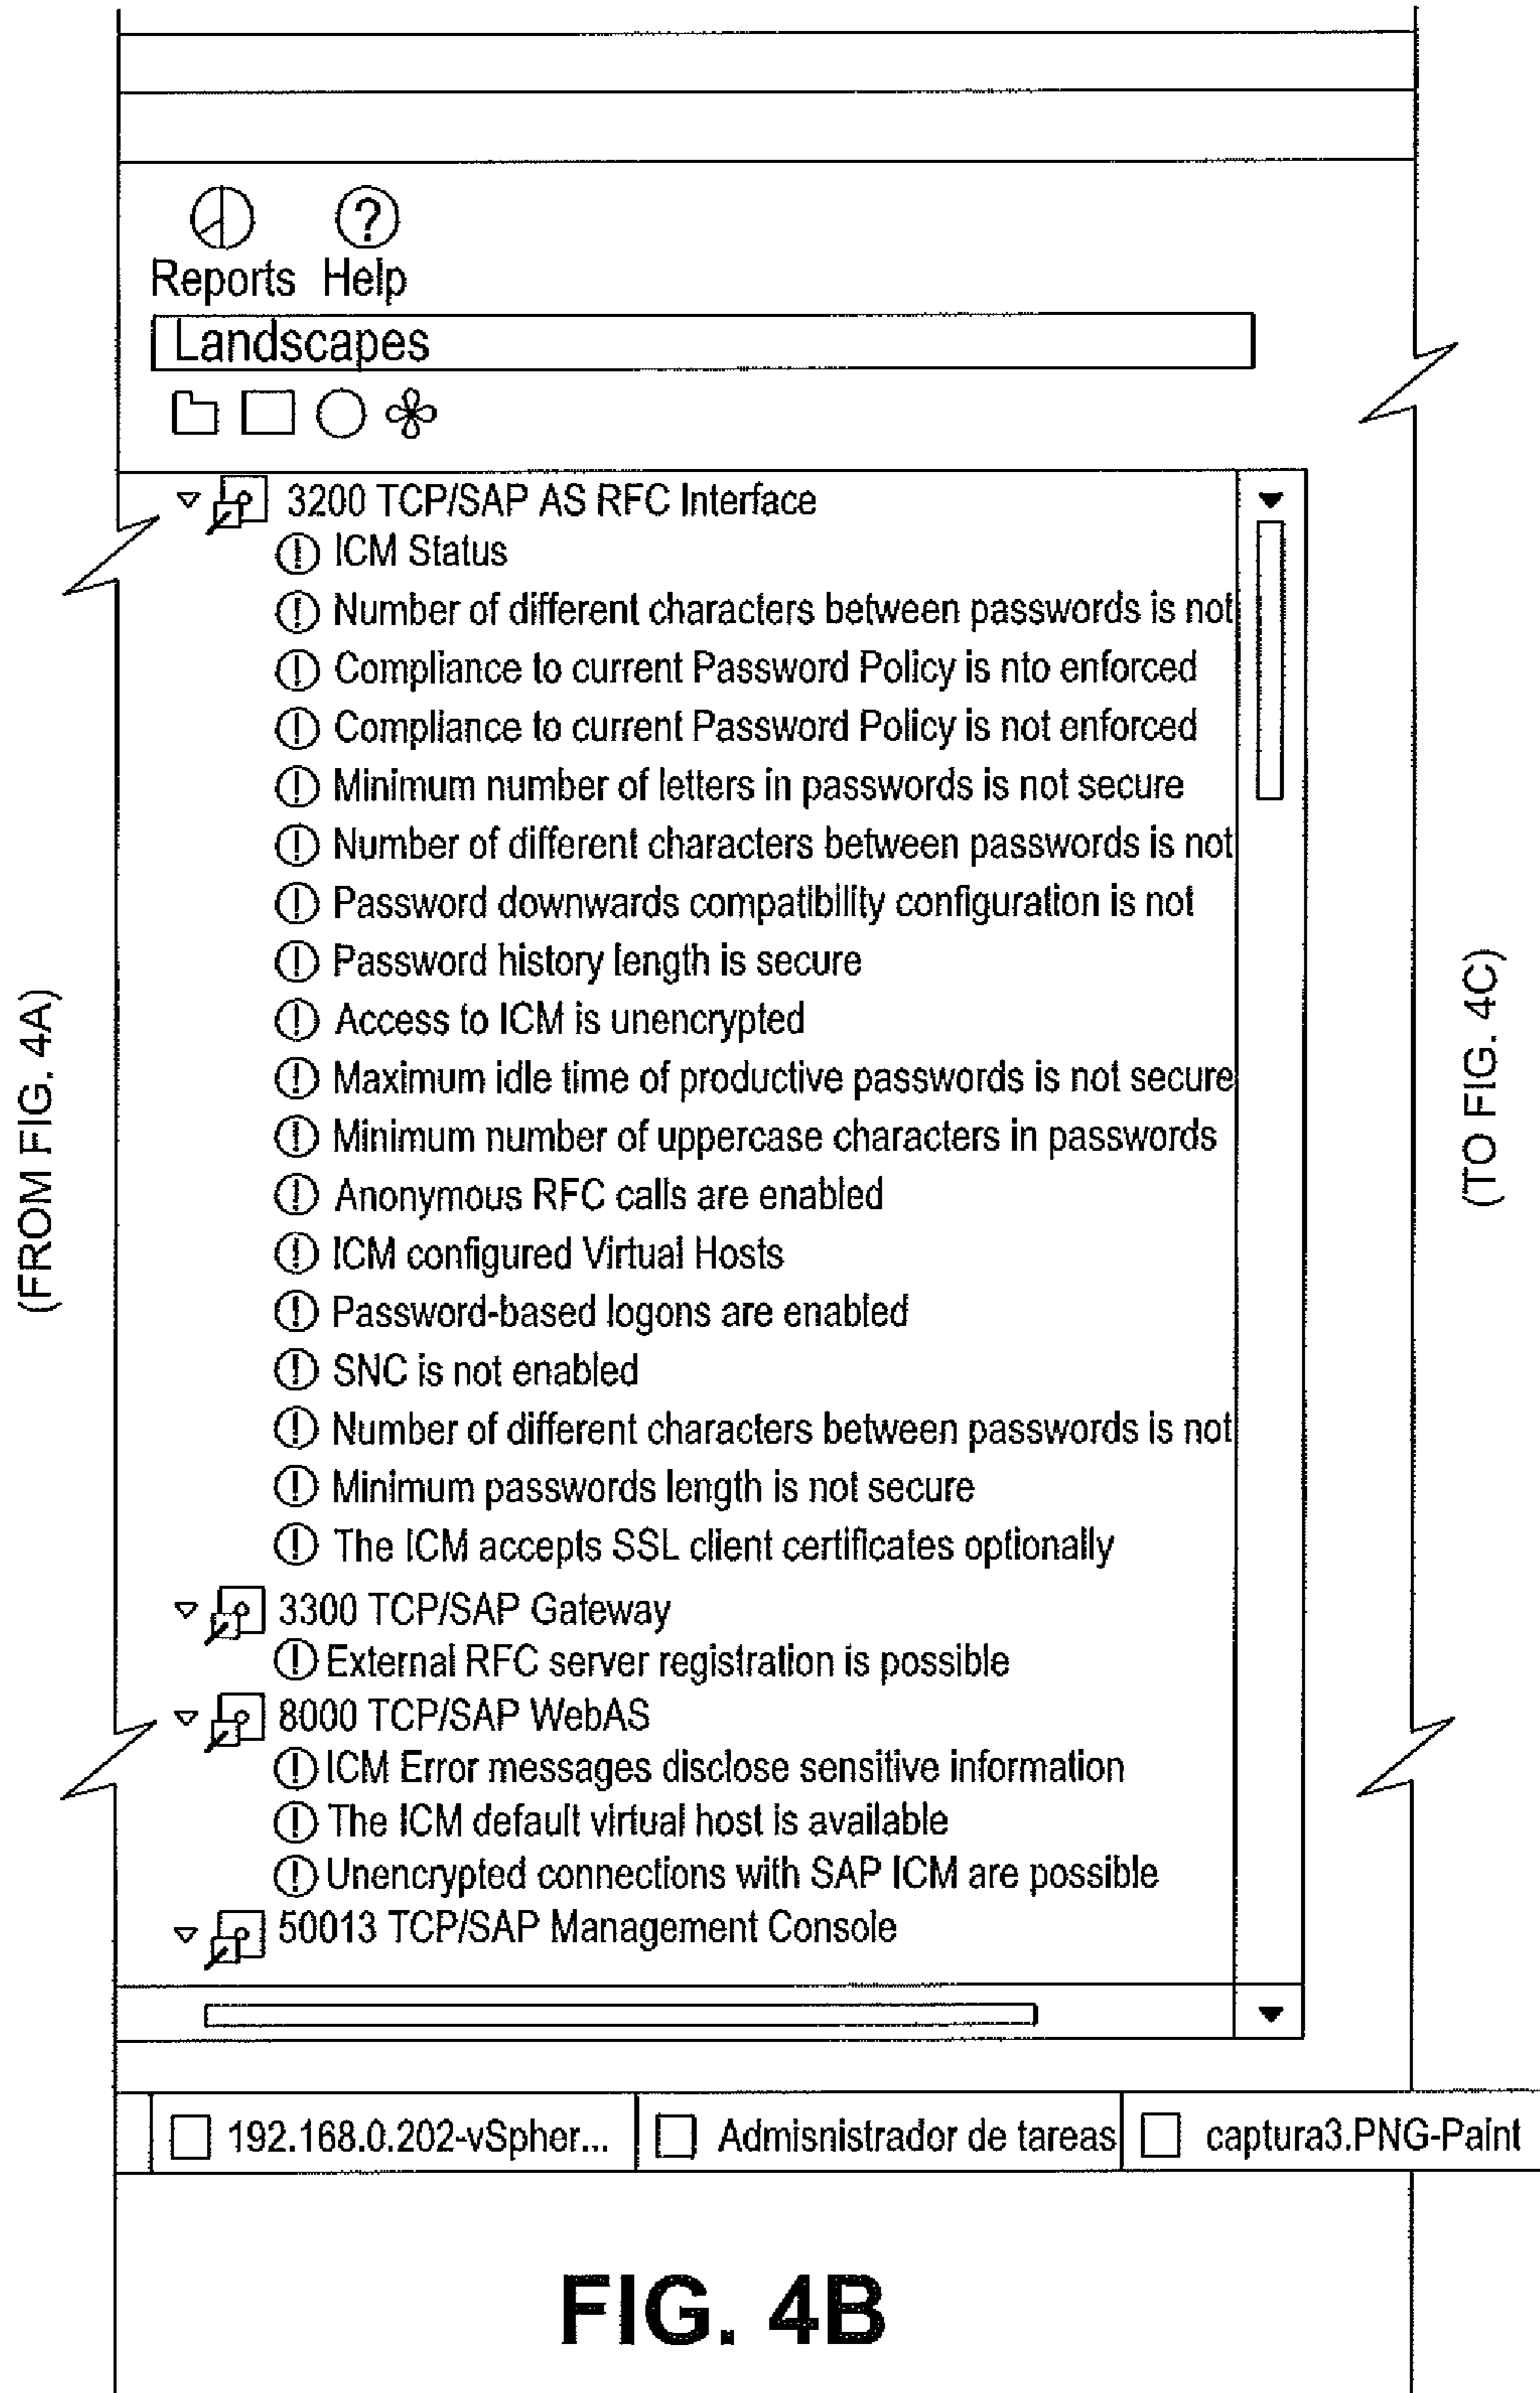 Reports Help
Landscapes
3200 TCP/SAP AS RFC Interface
ICM Status
Number of different characters between passwords is not
Compliance to current Password Policy is nto enforced
Compliance to current Password Policy is not enforced
Minimum number of letters in passwords is not secure
Number of different characters between passwords is not
Password downwards compatibility configuration is not
Password history length is secure
Access to ICM is unencrypted
Maximum idle time of productive passwords is not secure
Minimum number of uppercase characters in passwords
Anonymous RFC calls are enabled
ICM configured Virtual Hosts
Password-based logons are enabled
SNC is not enabled
Number of different characters between passwords is not
Minimum passwords length is not secure
The ICM accepts SSL client certificates optionally
3300 TCP/SAP Gateway
External RFC server registration is possible
8000 TCP/SAP WebAS
ICM Error messages disclose sensitive information
The ICM default virtual host is available
Unencrypted connections with SAP ICM are possible
50013 TCP/SAP Management Console
(FROM FIG. 4A)
(TO FIG. 4C)
192.168.0.202-vSpher... Admisnistrador de tareas captura3.PNG-Paint
FIG. 4B